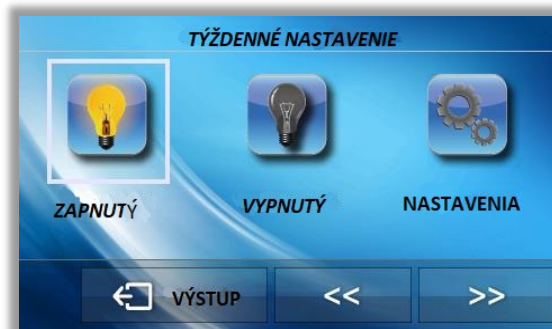 TÝŽDENNÉ NASTAVENIE
ZAPNUTÝ VYPNUTÝ NASTAVENIA
VÝSTUP << >>